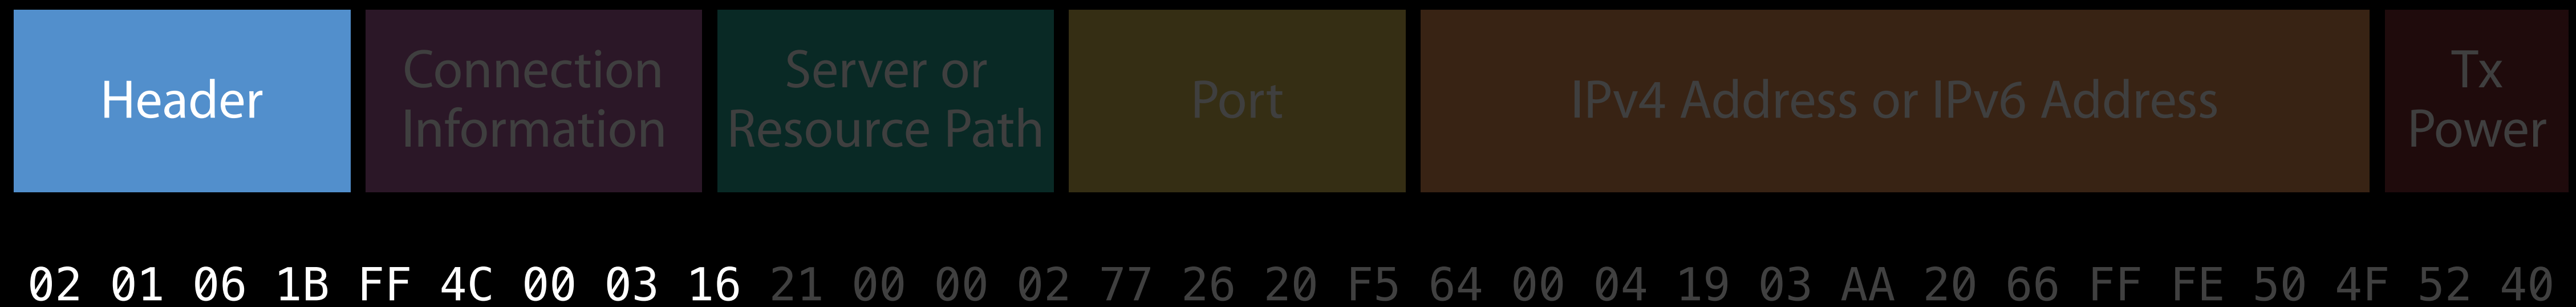 Header
Connection
Information
Server or
Resource Path
Port
IPv4 Address or IPv6 Address
Tx
Power
02 01 06 1B FF 4C 00 03 16 21 00 00 02 77 26 20 F5 64 00 04 19 03 AA 20 66 FF FE 50 4F 52 40